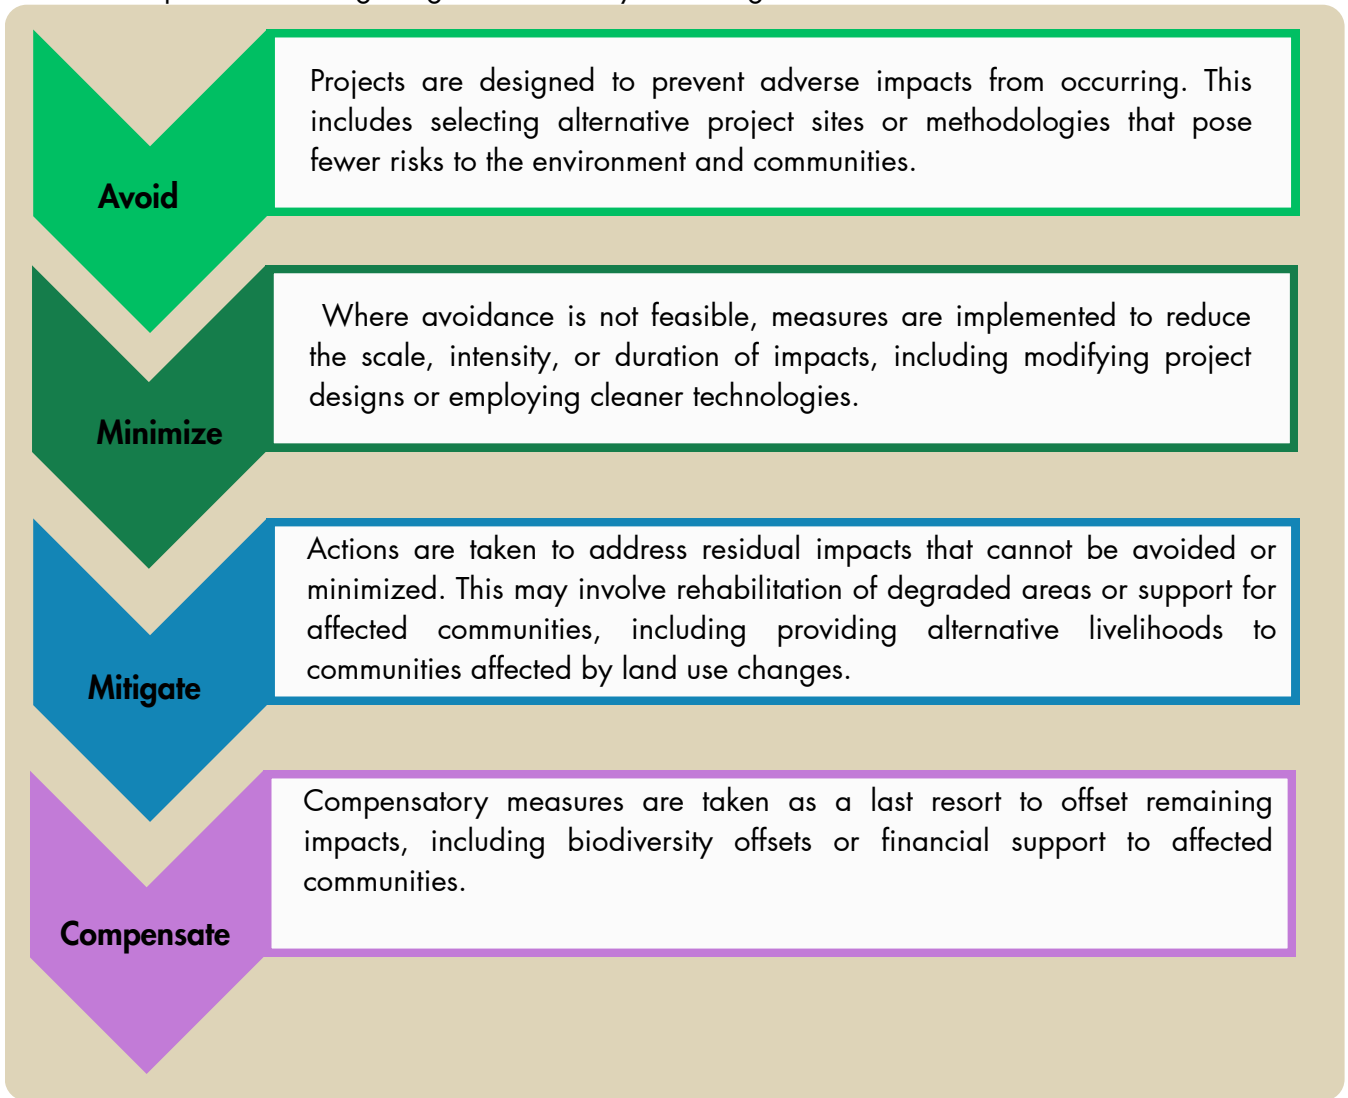 Avoid
Projects are designed to prevent adverse impacts from occurring. This
includes selecting alternative project sites or methodologies that pose
fewer risks to the environment and communities.
Minimize
Where avoidance is not feasible, measures are implemented to reduce
the scale, intensity, or duration of impacts, including modifying project
designs or employing cleaner technologies.
Mitigate
Actions are taken to address residual impacts that cannot be avoided or
minimized. This may involve rehabilitation of degraded areas or support for
affected communities, including providing alternative livelihoods to
communities affected by land use changes.
Compensate
Compensatory measures are taken as a last resort to offset remaining
impacts, including biodiversity offsets or financial support to affected
communities.